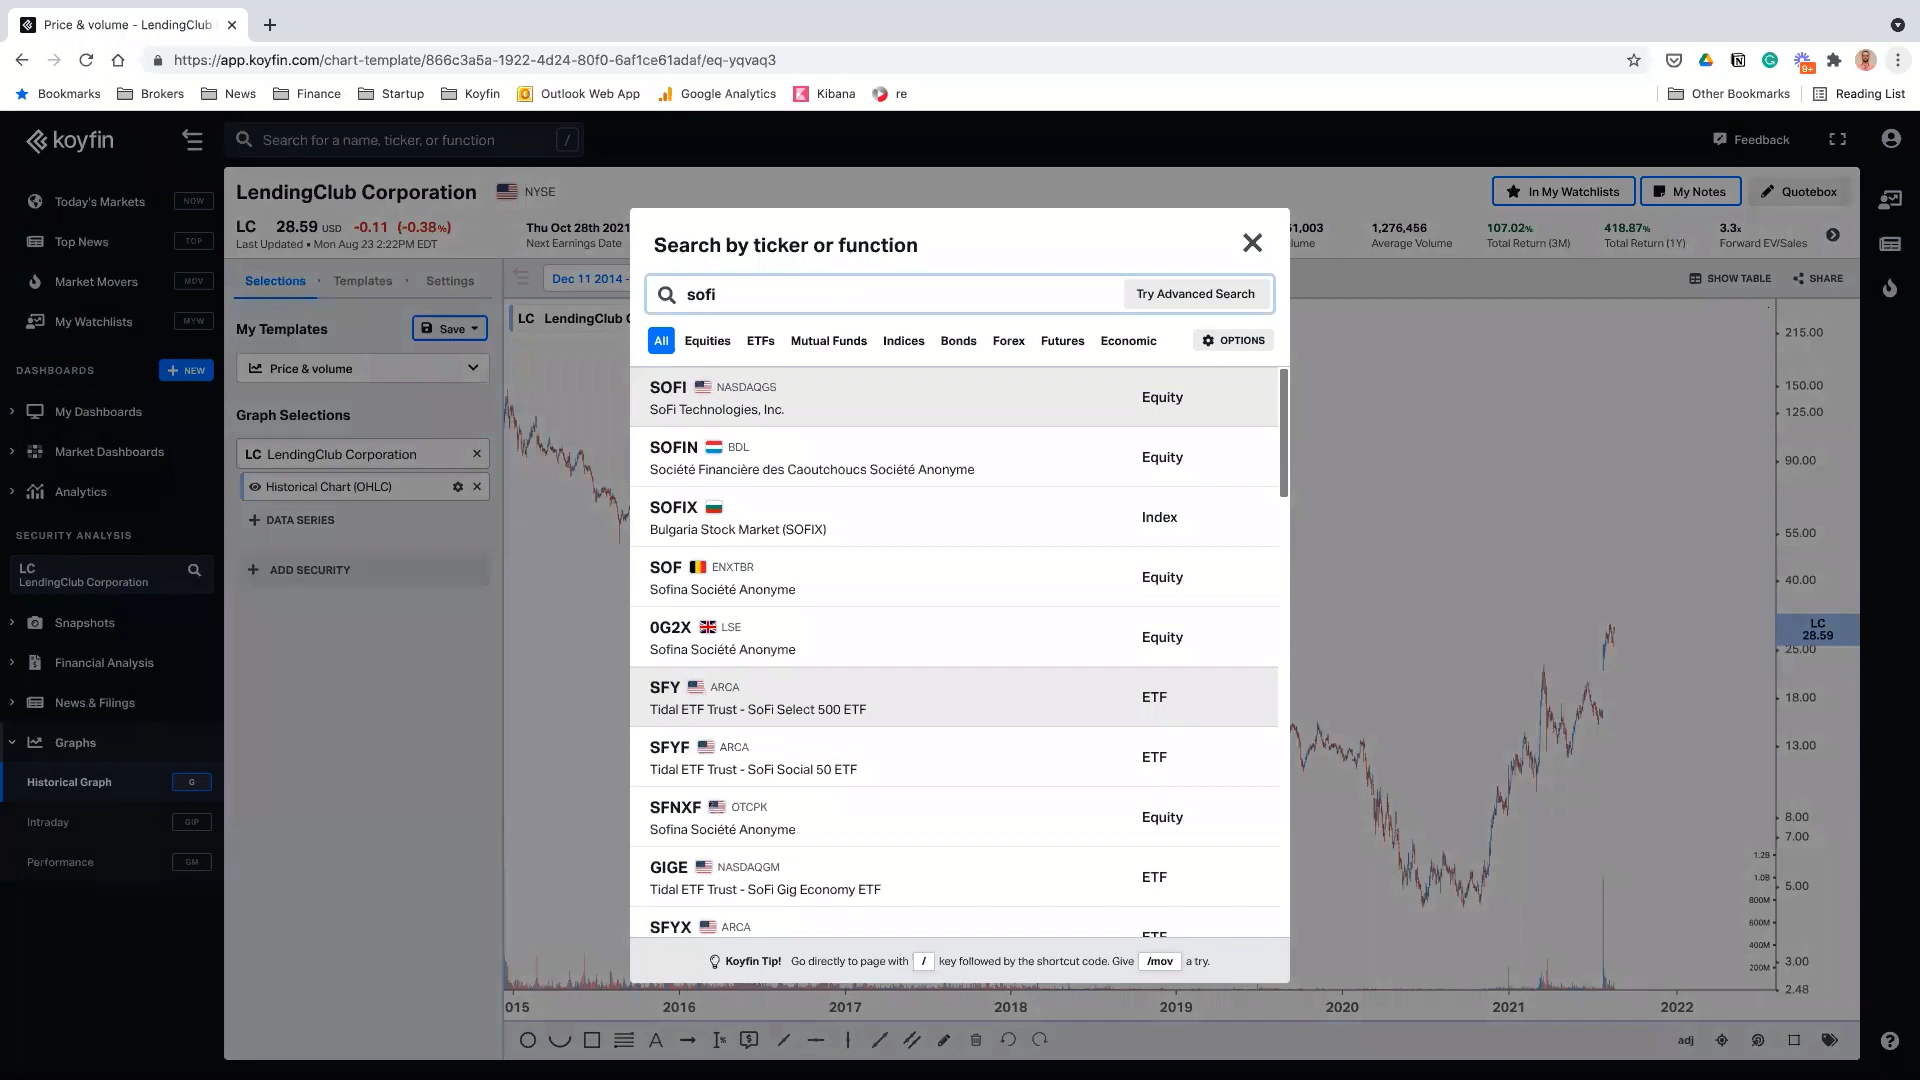 Price & volume - LendingClub
https://app.koyfin.com/chart-template/866c3a5a-1922-4d24-80f0-6af1ce61adaf/eq-yqvaq3
9+
Bookmarks Brokers News Finance Startup Koyfin Outlook Web App Google Analytics Kibana re Other Bookmarks Reading List
koyfin
Search for a name, ticker, or function /
Feedback
Today's Markets NOW
Top News TOP
Market Movers MOV
My Watchlists MYW
DASHBOARDS + NEW
My Dashboards
Market Dashboards
Analytics
SECURITY ANALYSIS
LC
LendingClub Corporation
Snapshots
Financial Analysis
News & Filings
Graphs
Historical Graph G
Intraday GIP
Performance GM
LendingClub Corporation NYSE
In My Watchlists My Notes Quotebox
LC 28.59 USD -0.11 (-0.38%)
Last Updated • Mon Aug 23 2:22PM EDT
Thu Oct 28th 2021
Next Earnings Date
1,276,456
Average Volume
107.02%
Total Return (3M)
418.87%
Total Return (1Y)
3.3x
Forward EV/Sales
Selections Templates Settings
Dec 11 2014 -
SHOW TABLE SHARE
My Templates Save
Price & volume
Graph Selections
LC LendingClub Corporation
Historical Chart (OHLC)
+ DATA SERIES
+ ADD SECURITY
LC LendingClub C
Search by ticker or function
sofi Try Advanced Search
All Equities ETFs Mutual Funds Indices Bonds Forex Futures Economic OPTIONS
SOFI NASDAQGS
SoFi Technologies, Inc.
Equity
SOFIN BDL
Société Financière des Caoutchoucs Société Anonyme
Equity
SOFIX
Bulgaria Stock Market (SOFIX)
Index
SOF ENXTBR
Sofina Société Anonyme
Equity
0G2X LSE
Sofina Société Anonyme
Equity
SFY ARCA
Tidal ETF Trust - SoFi Select 500 ETF
ETF
SFYF ARCA
Tidal ETF Trust - SoFi Social 50 ETF
ETF
SFNXF OTCPK
Sofina Société Anonyme
Equity
GIGE NASDAQGM
Tidal ETF Trust - SoFi Gig Economy ETF
ETF
SFYX ARCA
ETF
Koyfin Tip! Go directly to page with / key followed by the shortcut code. Give /mov a try.
215.00
150.00
125.00
90.00
55.00
40.00
LC
28.59
25.00
18.00
13.00
8.00
7.00
1.2B
1.0B
5.00
800M
600M
400M
200M
3.00
2.48
015 2016 2017 2018 2019 2020 2021 2022
adj